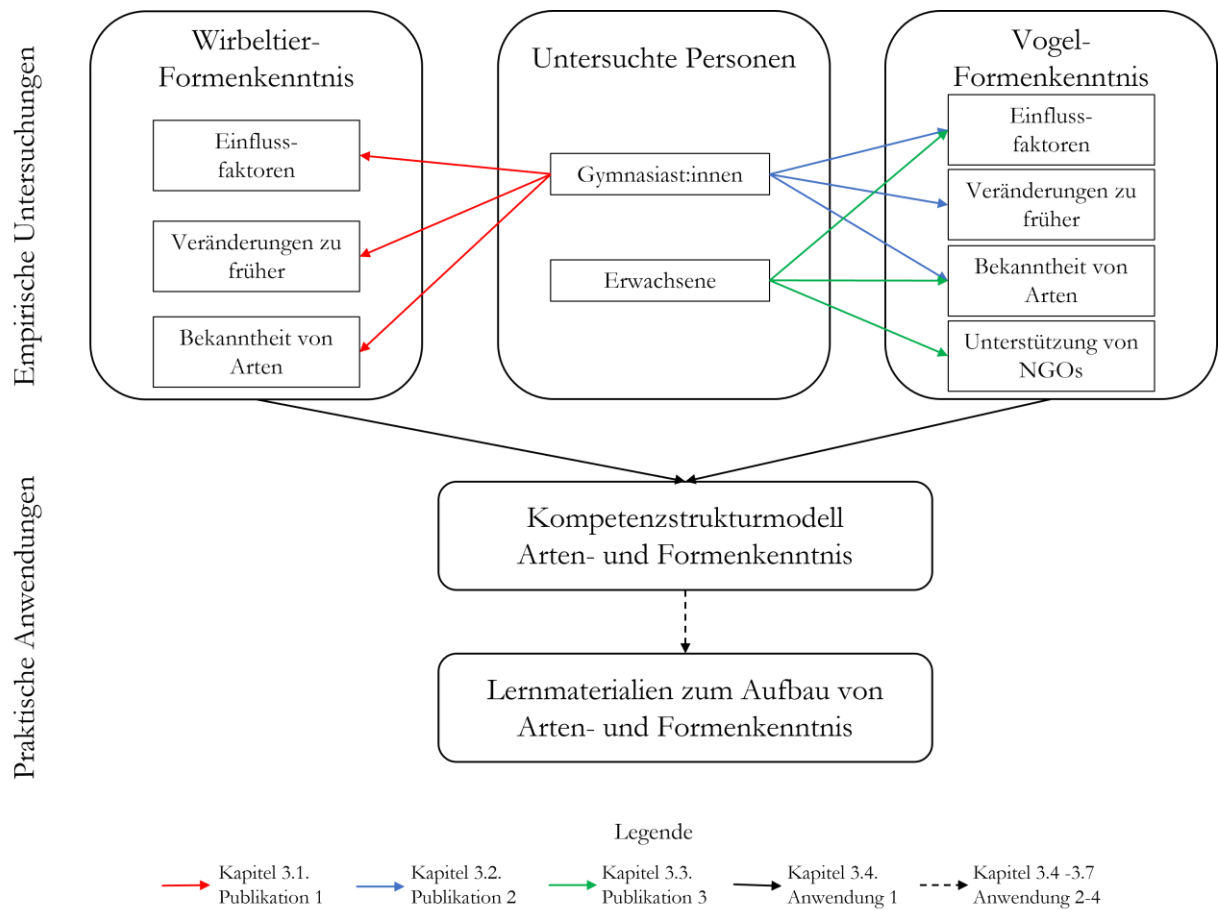 Empirische Untersuchungen
Wirbeltier-
Formenkenntnis
Einfluss-
faktoren
Veränderungen zu
früher
Bekanntheit von
Arten
Untersuchte Personen
Gymnasiast:innen
Erwachsene
Vogel-
Formenkenntnis
Einfluss-
faktoren
Veränderungen zu
früher
Bekanntheit von
Arten
Unterstützung von
NGOs
Praktische Anwendungen
Kompetenzstrukturmodell
Arten- und Formenkenntnis
Lernmaterialien zum Aufbau von
Arten- und Formenkenntnis
Legende
Kapitel 3.1.
Publikation 1
Kapitel 3.2.
Publikation 2
Kapitel 3.3.
Publikation 3
Kapitel 3.4.
Anwendung 1
Kapitel 3.4 -3.7
Anwendung 2-4